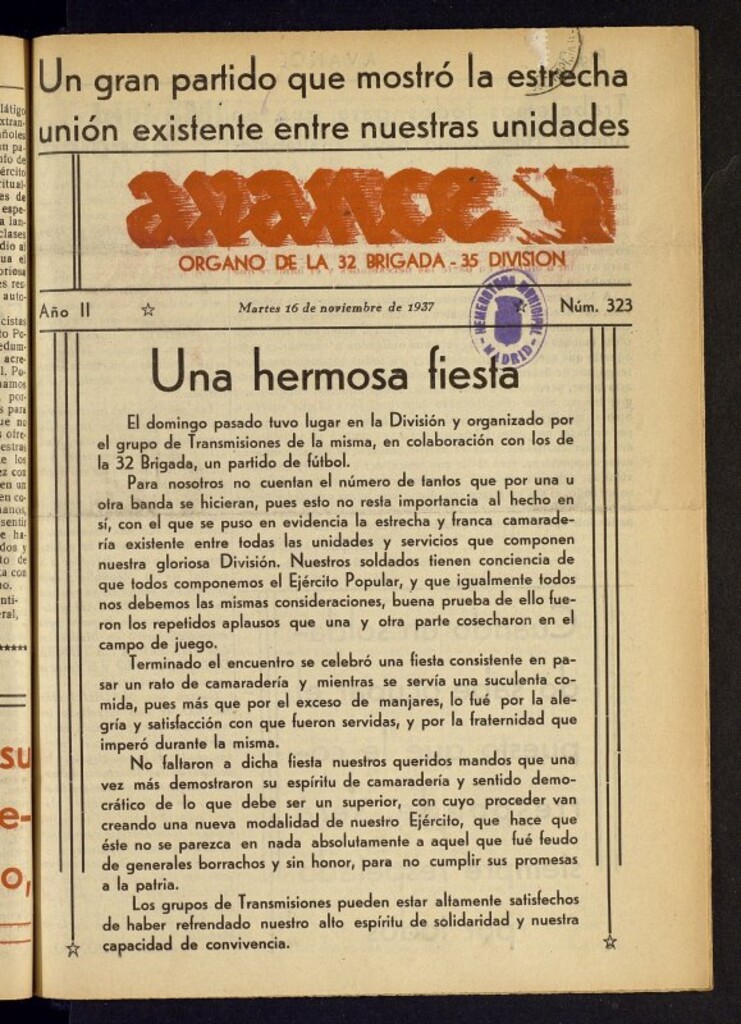 Un gran partido que mostró la estrecha
unión existente entre nuestras unidades
avance
ORGANO DE LA 32 BRIGADA - 35 DIVISION
Año II
Martes 16 de noviembre de 1937
Núm. 323
HEMEROTECA MUNICIPAL
MADRID
Una hermosa fiesta
El domingo pasado tuvo lugar en la División y organizado por
el grupo de Transmisiones de la misma, en colaboración con los de
la 32 Brigada, un partido de fútbol.
Para nosotros no cuentan el número de tantos que por una u
otra banda se hicieran, pues esto no resta importancia al hecho en
sí, con el que se puso en evidencia la estrecha y franca camarade-
ría existente entre todas las unidades y servicios que componen
nuestra gloriosa División. Nuestros soldados tienen conciencia de
que todos componemos el Ejército Popular, y que igualmente todos
nos debemos las mismas consideraciones, buena prueba de ello fue-
ron los repetidos aplausos que una y otra parte cosecharon en el
campo de juego.
Terminado el encuentro se celebró una fiesta consistente en pa-
sar un rato de camaradería y mientras se servía una suculenta co-
mida, pues más que por el exceso de manjares, lo fué por la ale-
gría y satisfacción con que fueron servidas, y por la fraternidad que
imperó durante la misma.
No faltaron a dicha fiesta nuestros queridos mandos que una
vez más demostraron su espíritu de camaradería y sentido demo-
crático de lo que debe ser un superior, con cuyo proceder van
creando una nueva modalidad de nuestro Ejército, que hace que
éste no se parezca en nada absolutamente a aquel que fué feudo
de generales borrachos y sin honor, para no cumplir sus promesas
a la patria.
Los grupos de Transmisiones pueden estar altamente satisfechos
de haber refrendado nuestro alto espíritu de solidaridad y nuestra
capacidad de convivencia.